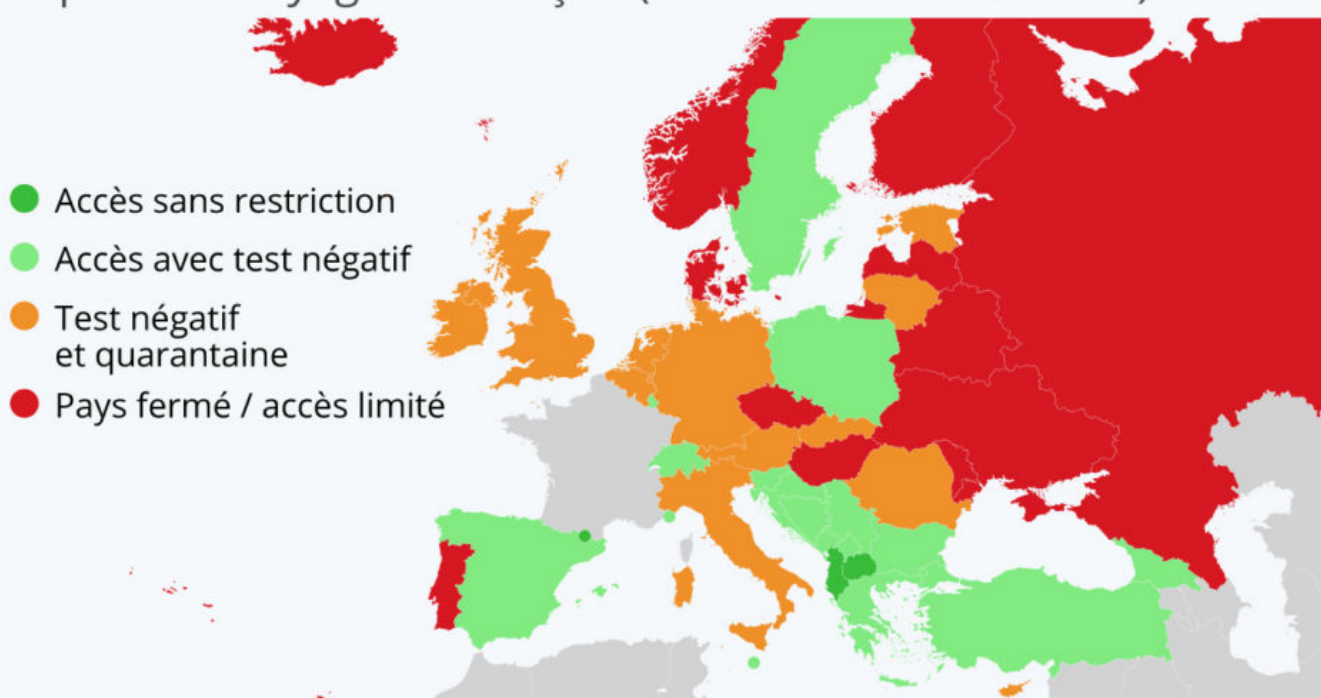 Accès sans restriction
Accès avec test négatif
Test négatif
et quarantaine
Pays fermé / accès limité